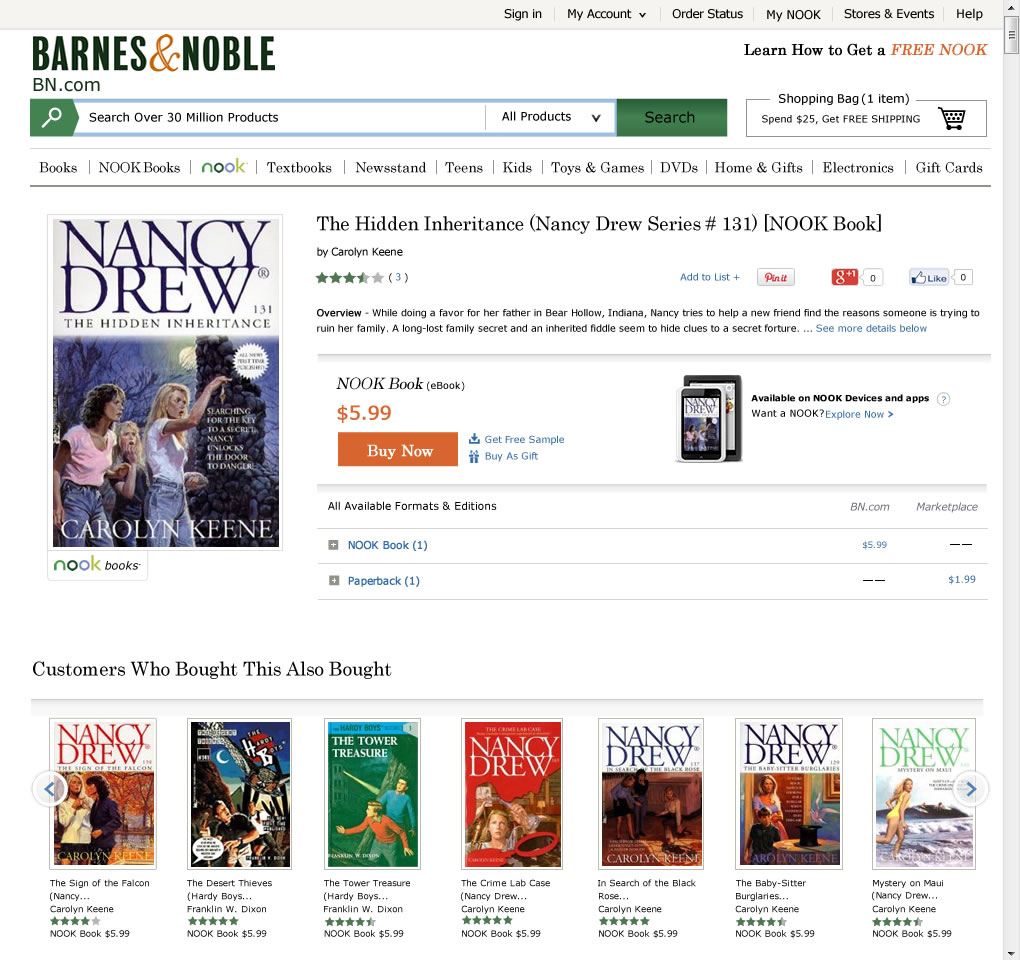 Sign in
My Account
Order Status
My NOOK
Stores & Events
Help
BARNES&NOBLE
BN.com
Learn How to Get a FREE NOOK
Search Over 30 Million Products
All Products
Search
Shopping Bag (1 item)
Spend $25, Get FREE SHIPPING
Books
NOOK Books
nook
Textbooks
Newsstand
Teens
Kids
Toys & Games
DVDs
Home & Gifts
Electronics
Gift Cards
NANCY
DREW®
131
THE HIDDEN INHERITANCE
ALL NEW!
FIRST TIME
PUBLISHED
SEARCHING
FOR THE KEY
TO A SECRET,
NANCY
UNLOCKS
THE DOOR
TO DANGER!
CAROLYN KEENE
nook books
The Hidden Inheritance (Nancy Drew Series # 131) [NOOK Book]
by Carolyn Keene
( 3 )
Add to List +
Pin it
g+1
0
Like
0
Overview - While doing a favor for her father in Bear Hollow, Indiana, Nancy tries to help a new friend find the reasons someone is trying to
ruin her family. A long-lost family secret and an inherited fiddle seem to hide clues to a secret forture. ... See more details below
NOOK Book (eBook)
$5.99
Buy Now
Get Free Sample
Buy As Gift
NANCY
DREW
Available on NOOK Devices and apps ?
Want a NOOK? Explore Now >
All Available Formats & Editions
BN.com
Marketplace
NOOK Book (1)
$5.99
——
Paperback (1)
——
$1.99
Customers Who Bought This Also Bought
NANCY
DREW
THE SIGN OF THE FALCON
CAROLYN KEENE
The Sign of the Falcon
(Nancy...
Carolyn Keene
NOOK Book $5.99
HARDY
BOYS
FRANKLIN W. DIXON
The Desert Thieves
(Hardy Boys...
Franklin W. Dixon
NOOK Book $5.99
THE HARDY BOYS
1
THE TOWER
TREASURE
FRANKLIN W. DIXON
The Tower Treasure
(Hardy Boys...
Franklin W. Dixon
NOOK Book $5.99
THE CRIME LAB CASE
NANCY
DREW
CAROLYN KEENE
The Crime Lab Case
(Nancy Drew...
Carolyn Keene
NOOK Book $5.99
NANCY
DREW
137
IN SEARCH OF THE BLACK ROSE
CAROLYN KEENE
In Search of the Black
Rose...
Carolyn Keene
NOOK Book $5.99
NANCY
DREW
129
THE BABY-SITTER BURGLARIES
CAROLYN KEENE
The Baby-Sitter
Burglaries...
Carolyn Keene
NOOK Book $5.99
NANCY
DREW
MYSTERY ON MAUI
CAROLYN KEENE
Mystery on Maui
(Nancy Drew...
Carolyn Keene
NOOK Book $5.99